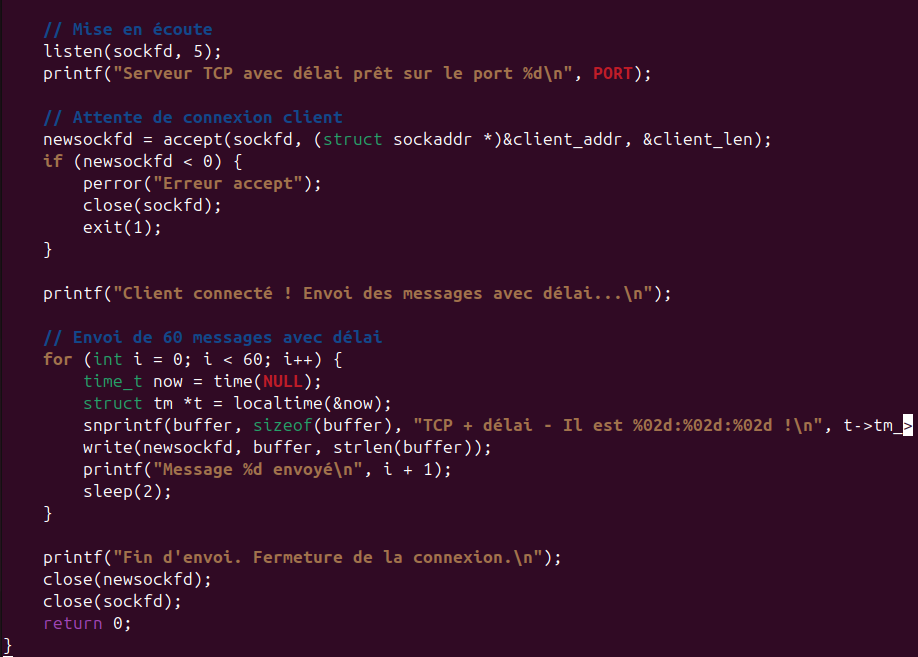 // Mise en écoute
listen(sockfd, 5);
printf("Serveur TCP avec délai prêt sur le port %d\n", PORT);
// Attente de connexion client
newsockfd = accept(sockfd, (struct sockaddr *)&client_addr, &client_len);
if (newsockfd < 0) {
perror("Erreur accept");
close(sockfd);
exit(1);
}
printf("Client connecté ! Envoi des messages avec délai...\n");
// Envoi de 60 messages avec délai
for (int i = 0; i < 60; i++) {
time_t now = time(NULL);
struct tm *t = localtime(&now);
snprintf(buffer, sizeof(buffer), "TCP + délai - Il est %02d:%02d:%02d !\n", t->tm_>
write(newsockfd, buffer, strlen(buffer));
printf("Message %d envoyé\n", i + 1);
sleep(2);
}
printf("Fin d'envoi. Fermeture de la connexion.\n");
close(newsockfd);
close(sockfd);
return 0;
}